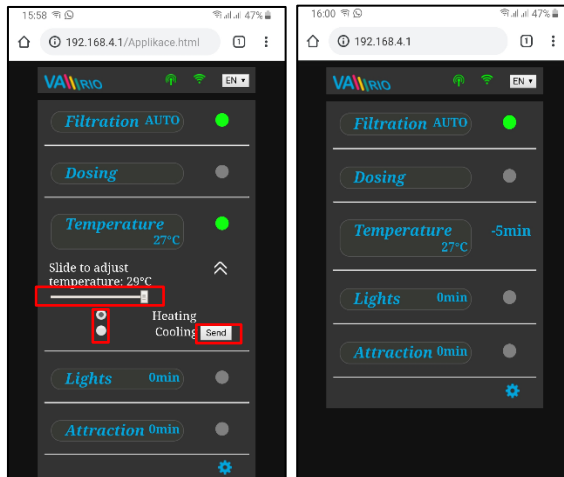 15:58 47%
192.168.4.1/Applikace.html 1
VARIO EN
Filtration AUTO
Dosing
Temperature
27°C
Slide to adjust
temperature: 29°C
Heating
Cooling Send
Lights 0min
Attraction 0min
16:00 47%
192.168.4.1 1
VARIO EN
Filtration AUTO
Dosing
Temperature -5min
27°C
Lights 0min
Attraction 0min